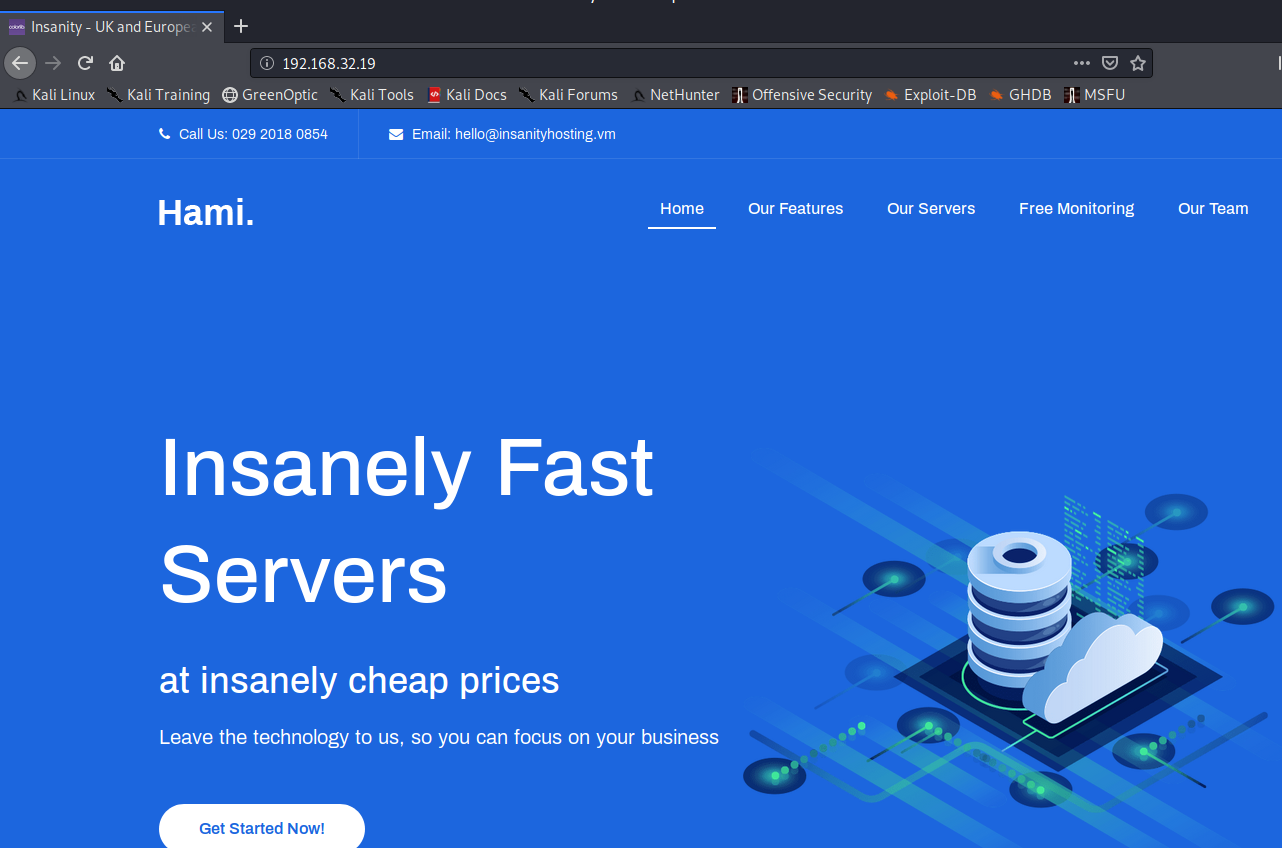 Insanity - UK and Europe
192.168.32.19
Kali Linux Kali Training GreenOptic Kali Tools Kali Docs Kali Forums NetHunter Offensive Security Exploit-DB GHDB MSFU
Call Us: 029 2018 0854 Email: hello@insanityhosting.vm
Hami. Home Our Features Our Servers Free Monitoring Our Team
Insanely Fast
Servers
at insanely cheap prices
Leave the technology to us, so you can focus on your business
Get Started Now!